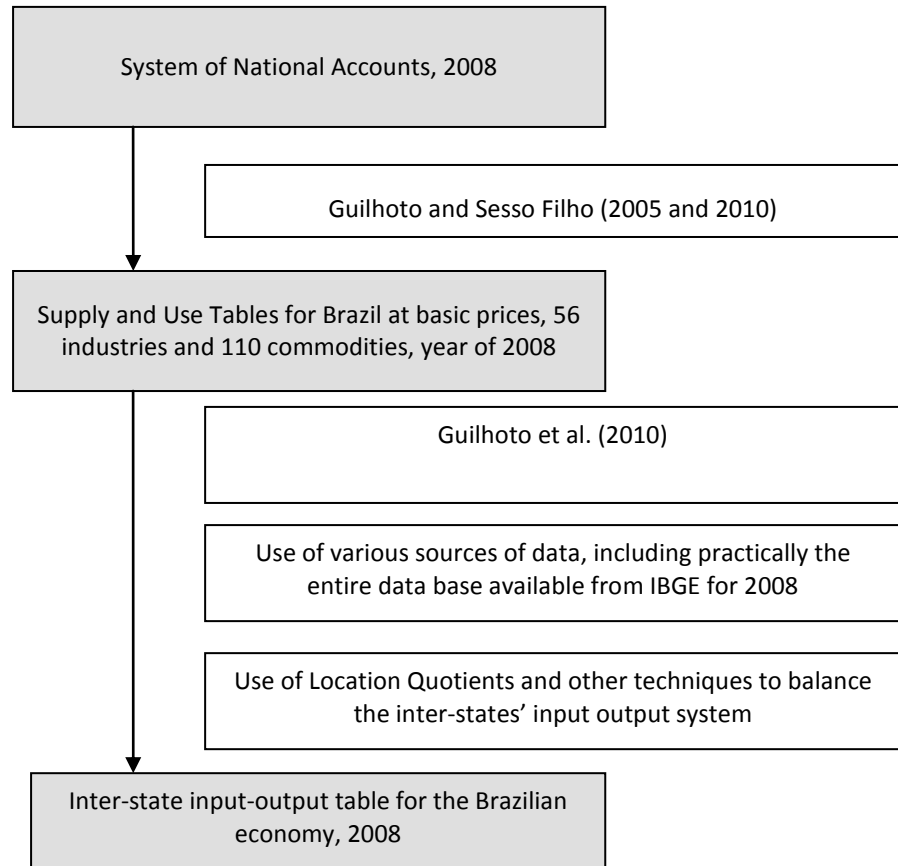 System of National Accounts, 2008
Guilhoto and Sesso Filho (2005 and 2010)
Supply and Use Tables for Brazil at basic prices, 56
industries and 110 commodities, year of 2008
Guilhoto et al. (2010)
Use of various sources of data, including practically the
entire data base available from IBGE for 2008
Use of Location Quotients and other techniques to balance
the inter-states’ input output system
Inter-state input-output table for the Brazilian
economy, 2008